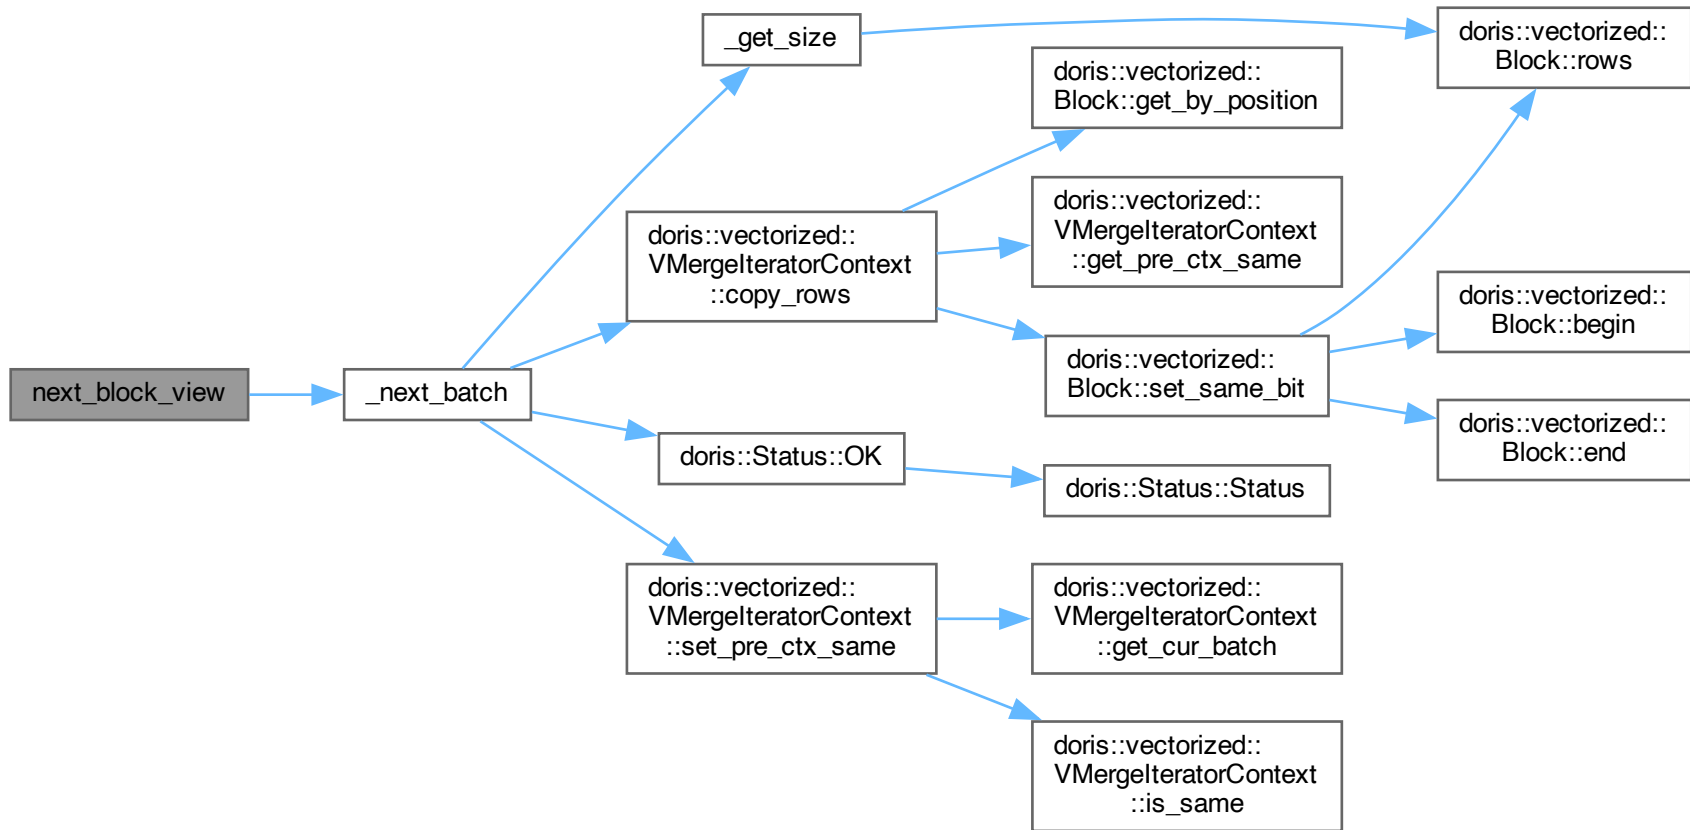 next_block_view
_next_batch
_get_size
doris::vectorized::
VMergeIteratorContext
::copy_rows
doris::Status::OK
doris::vectorized::
VMergeIteratorContext
::set_pre_ctx_same
doris::vectorized::
Block::get_by_position
doris::vectorized::
VMergeIteratorContext
::get_pre_ctx_same
doris::vectorized::
Block::set_same_bit
doris::Status::Status
doris::vectorized::
VMergeIteratorContext
::get_cur_batch
doris::vectorized::
VMergeIteratorContext
::is_same
doris::vectorized::
Block::rows
doris::vectorized::
Block::begin
doris::vectorized::
Block::end